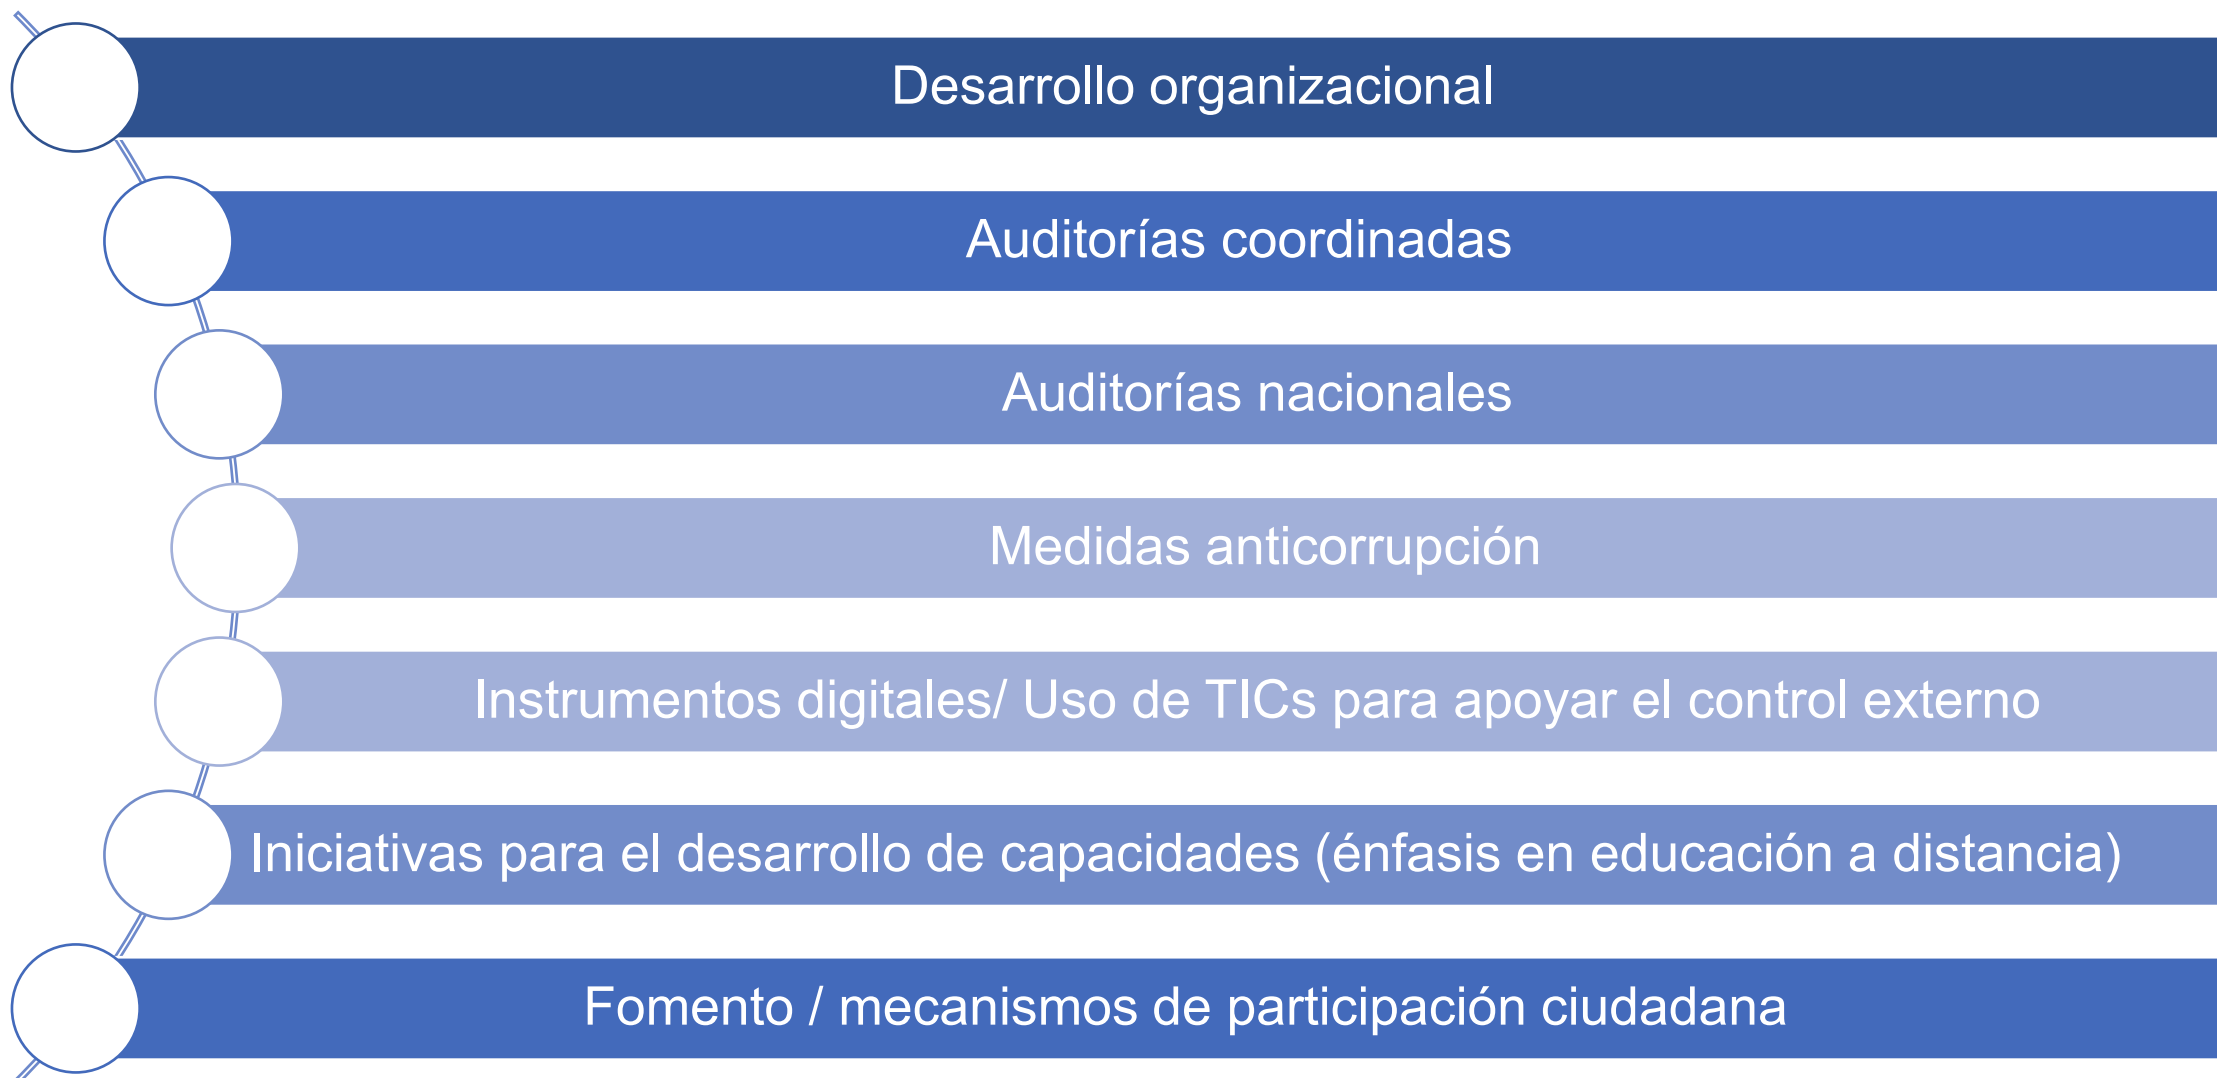 Desarrollo organizacional
Auditorías coordinadas
Auditorías nacionales
Medidas anticorrupción
Instrumentos digitales/ Uso de TICs para apoyar el control externo
Iniciativas para el desarrollo de capacidades (énfasis en educación a distancia)
Fomento / mecanismos de participación ciudadana